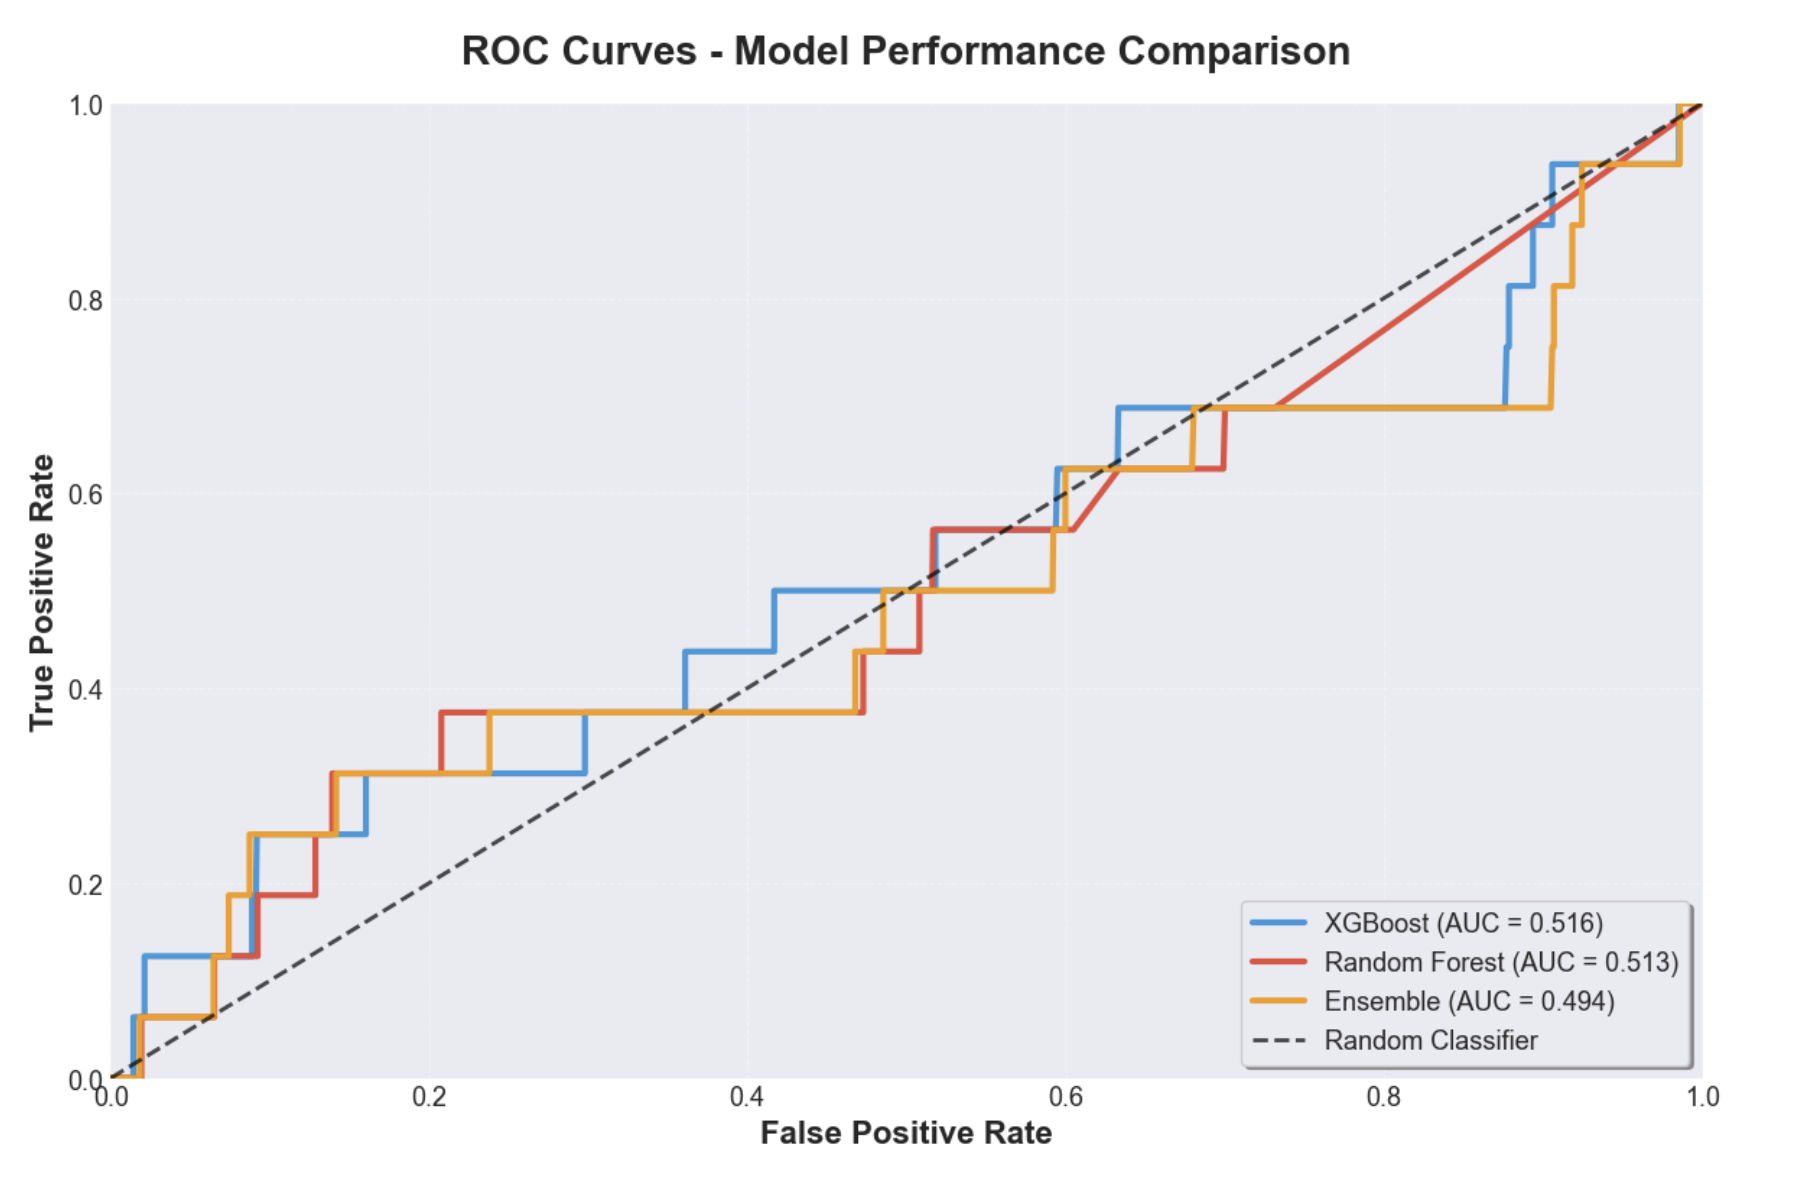 ROC Curves - Model Performance Comparison
True Positive Rate
1.0
0.8
0.6
0.4
0.2
0.0
0.0 0.2 0.4 0.6 0.8 1.0
False Positive Rate
XGBoost (AUC = 0.516)
Random Forest (AUC = 0.513)
Ensemble (AUC = 0.494)
Random Classifier